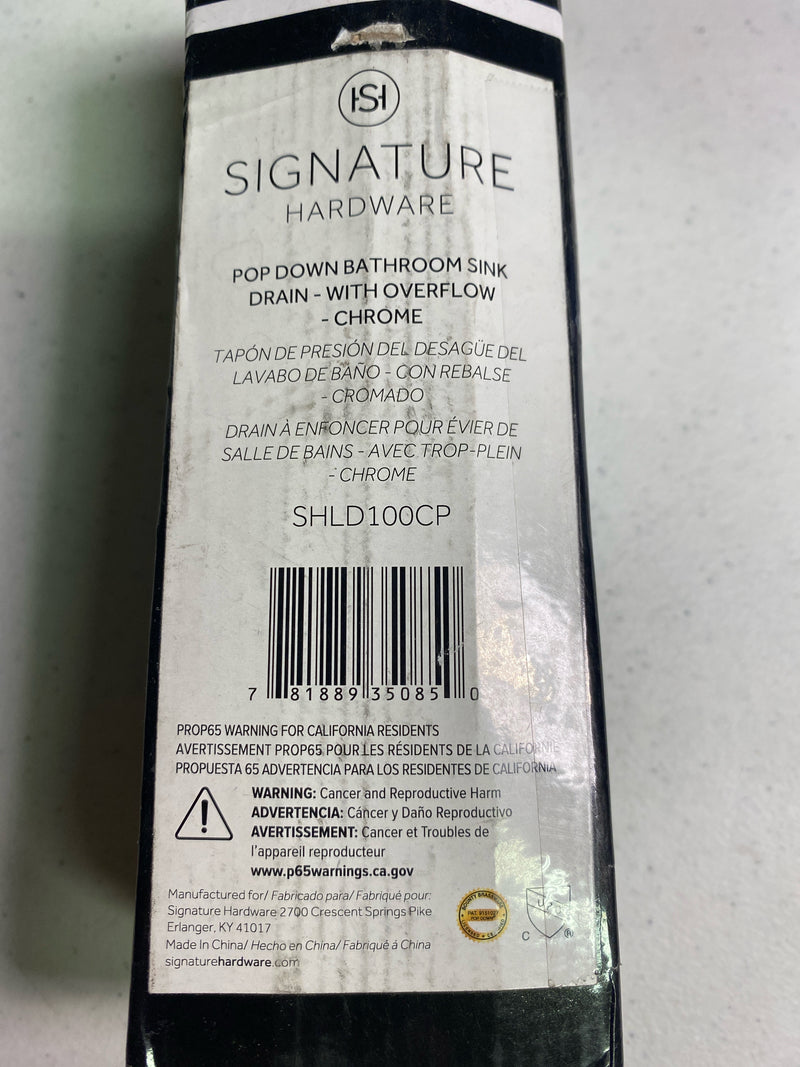 SIGNATURE
HARDWARE
POP DOWN BATHROOM SINK
DRAIN - WITH OVERFLOW
- CHROME
TAPÓN DE PRESIÓN DEL DESAGÜE DEL
LAVABO DE BAÑO - CON REBALSE
- CROMADO
DRAIN À ENFONCER POUR ÉVIER DE
SALLE DE BAINS - AVEC TROP-PLEIN
- CHROME
SHLD100CP
7 81889 35085 0
PROP65 WARNING FOR CALIFORNIA RESIDENTS
AVERTISSEMENT PROP65 POUR LES RÉSIDENTS DE LA CALIFORNIE
PROPUESTA 65 ADVERTENCIA PARA LOS RESIDENTES DE CALIFORNIA
WARNING: Cancer and Reproductive Harm
ADVERTENCIA: Cáncer y Daño Reproductivo
AVERTISSEMENT: Cancer et Troubles de
l'appareil reproducteur
www.p65warnings.ca.gov
Manufactured for/ Fabricado para/ Fabriqué pour:
Signature Hardware 2700 Crescent Springs Pike
Erlanger, KY 41017
Made In China/ Hecho en China/ Fabriqué à China
signaturehardware.com
POP DOWN
C ®